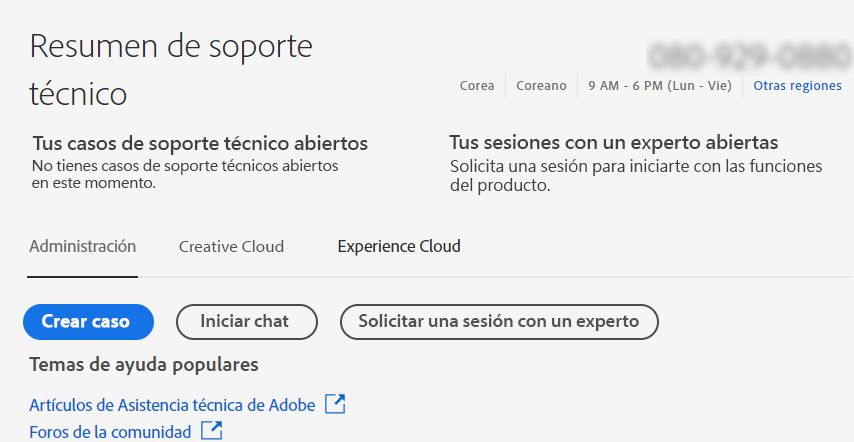 Resumen de soporte
técnico
Corea
Coreano
9 AM - 6 PM (Lun - Vie)
Otras regiones
Tus casos de soporte técnico abiertos
No tienes casos de soporte técnicos abiertos
en este momento.
Tus sesiones con un experto abiertas
Solicita una sesión para iniciarte con las funciones
del producto.
Administración
Creative Cloud
Experience Cloud
Crear caso
Iniciar chat
Solicitar una sesión con un experto
Temas de ayuda populares
Artículos de Asistencia técnica de Adobe
Foros de la comunidad